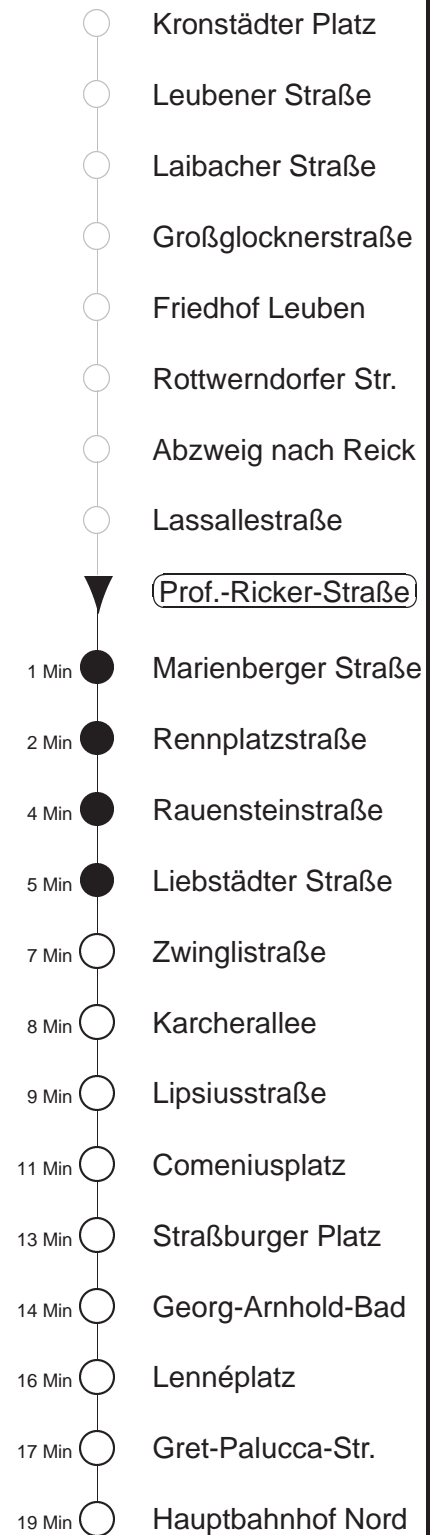 Kronstädter Platz
Leubener Straße
Laibacher Straße
Großglocknerstraße
Friedhof Leuben
Rottwerndorfer Str.
Abzweig nach Reick
Lassallestraße
Prof.-Ricker-Straße
1 Min Marienberger Straße
2 Min Rennplatzstraße
4 Min Rauensteinstraße
5 Min Liebstädter Straße
7 Min Zwinglistraße
8 Min Karcherallee
9 Min Lipsiusstraße
11 Min Comeniusplatz
13 Min Straßburger Platz
14 Min Georg-Arnhold-Bad
16 Min Lennéplatz
17 Min Gret-Palucca-Str.
19 Min Hauptbahnhof Nord